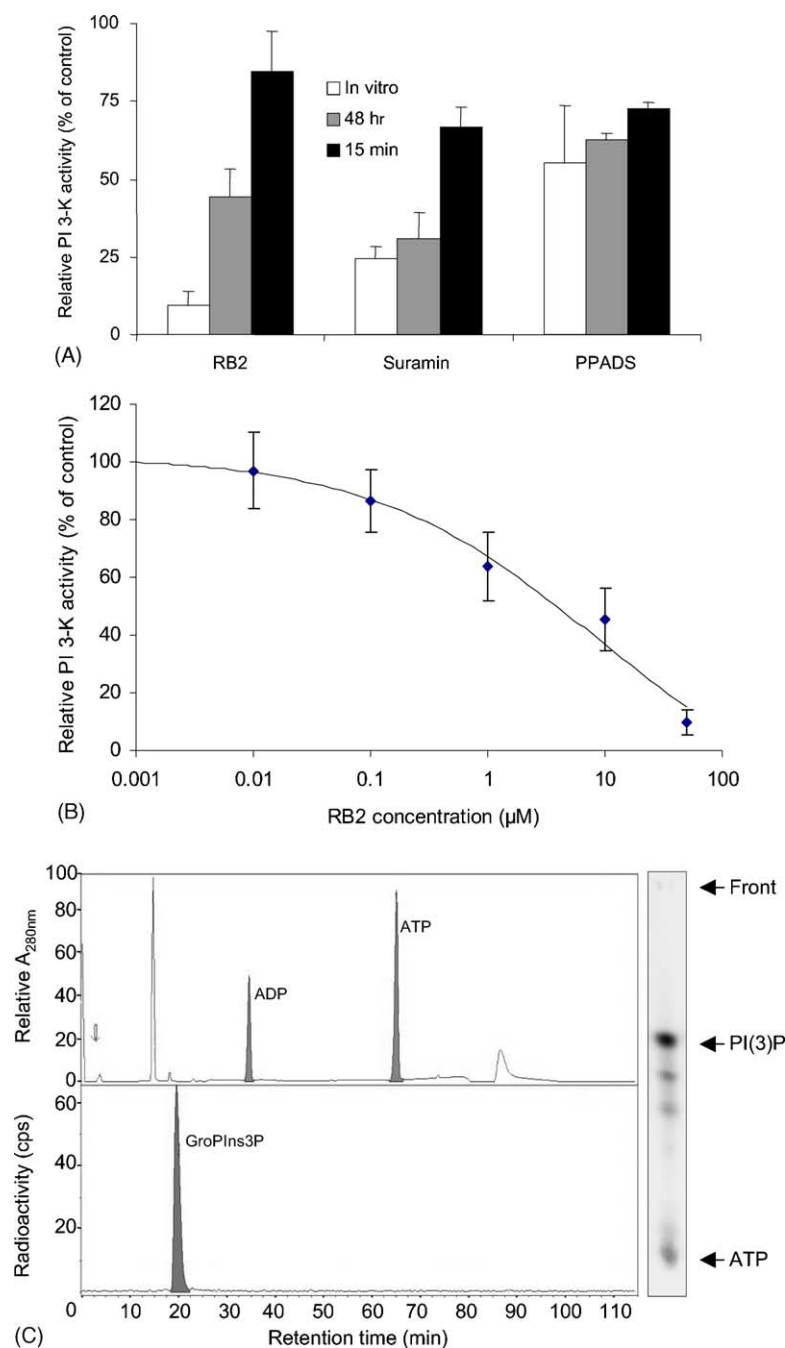 Relative PI 3-K activity (% of control)
100
75
50
25
0
In vitro
48 hr
15 min
RB2 Suramin PPADS
(A)
Relative PI 3-K activity (% of control)
120
100
80
60
40
20
0
0.001 0.01 0.1 1 10 100
RB2 concentration (µM)
(B)
Relative A280nm
100
80
60
40
20
0
ADP
ATP
Radioactivity (cps)
60
40
20
GroPIns3P
0 10 20 30 40 50 60 70 80 90 100 110
Retention time (min)
Front
PI(3)P
ATP
(C)